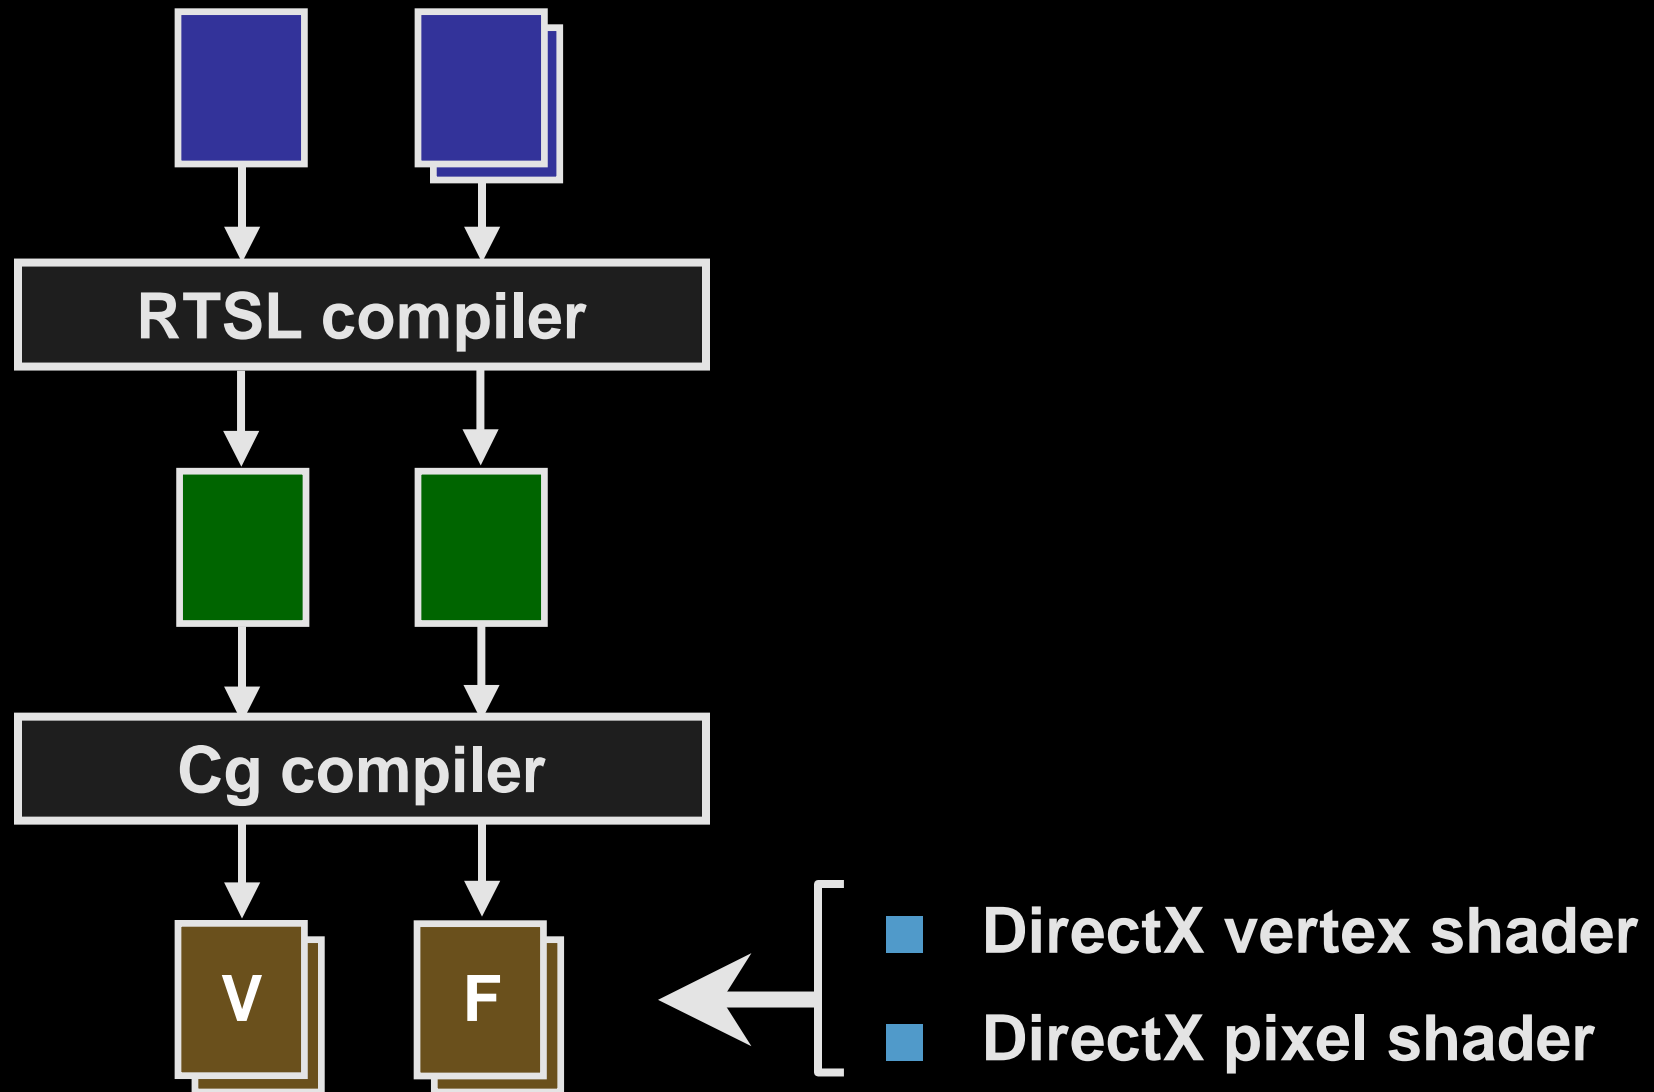 RTSL compiler
Cg compiler
V
F
DirectX vertex shader
DirectX pixel shader